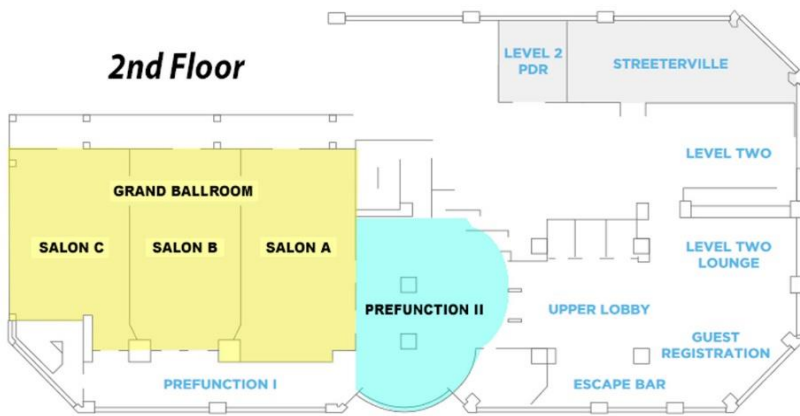 2nd Floor
LEVEL 2
PDR
STREETERVILLE
LEVEL TWO
GRAND BALLROOM
SALON C
SALON B
SALON A
LEVEL TWO
LOUNGE
PREFUNCTION II
UPPER LOBBY
GUEST
REGISTRATION
PREFUNCTION I
ESCAPE BAR